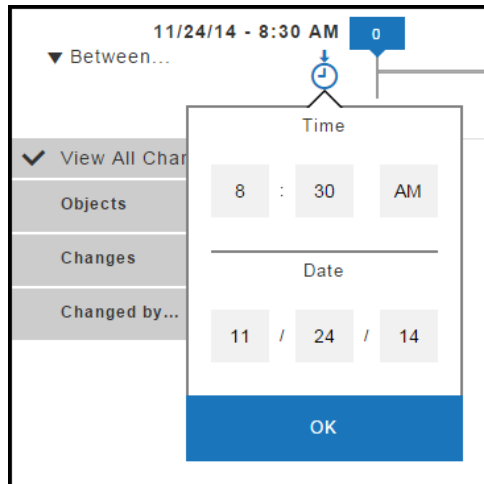 11/24/14 - 8:30 AM
0
▼ Between...
Time
View All Char
8 : 30 AM
Objects
Changes
Date
Changed by...
11 / 24 / 14
OK